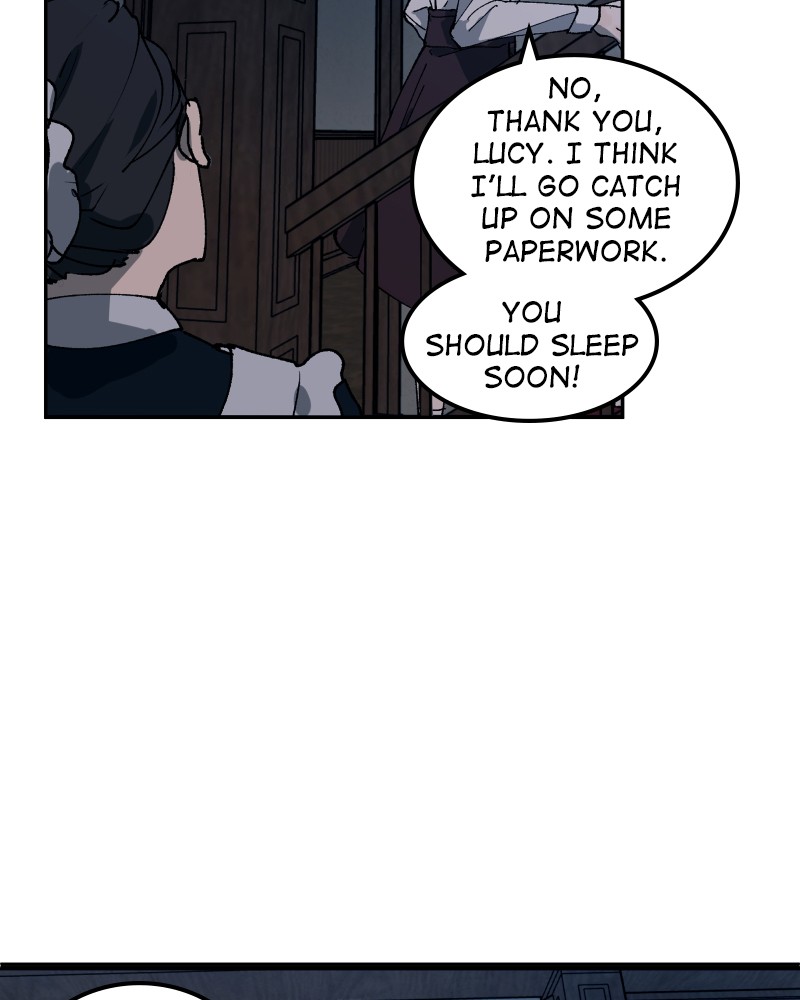 NO,
THANK YOU,
LUCY. I THINK
I'LL GO CATCH
UP ON SOME
PAPERWORK.
YOU
SHOULD SLEEP
SOON!